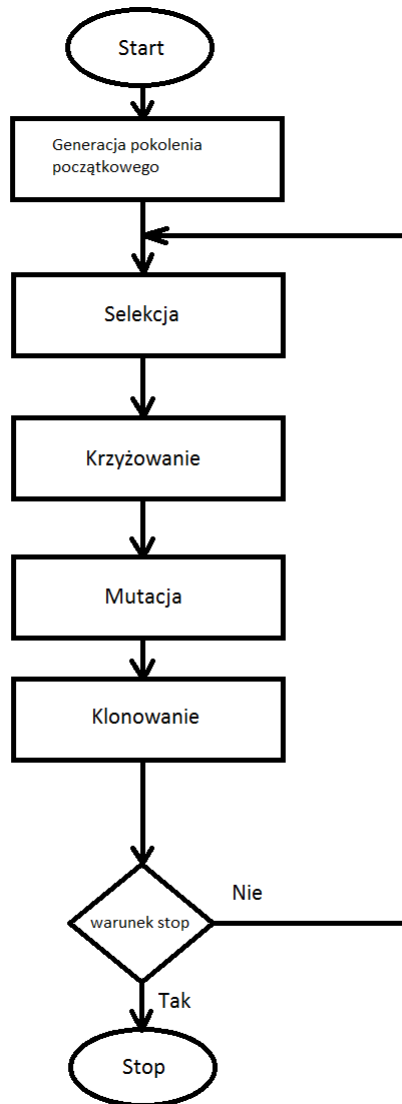 Start
Generacja pokolenia
początkowego
Selekcja
Krzyżowanie
Mutacja
Klonowanie
Nie
warunek stop
Tak
Stop